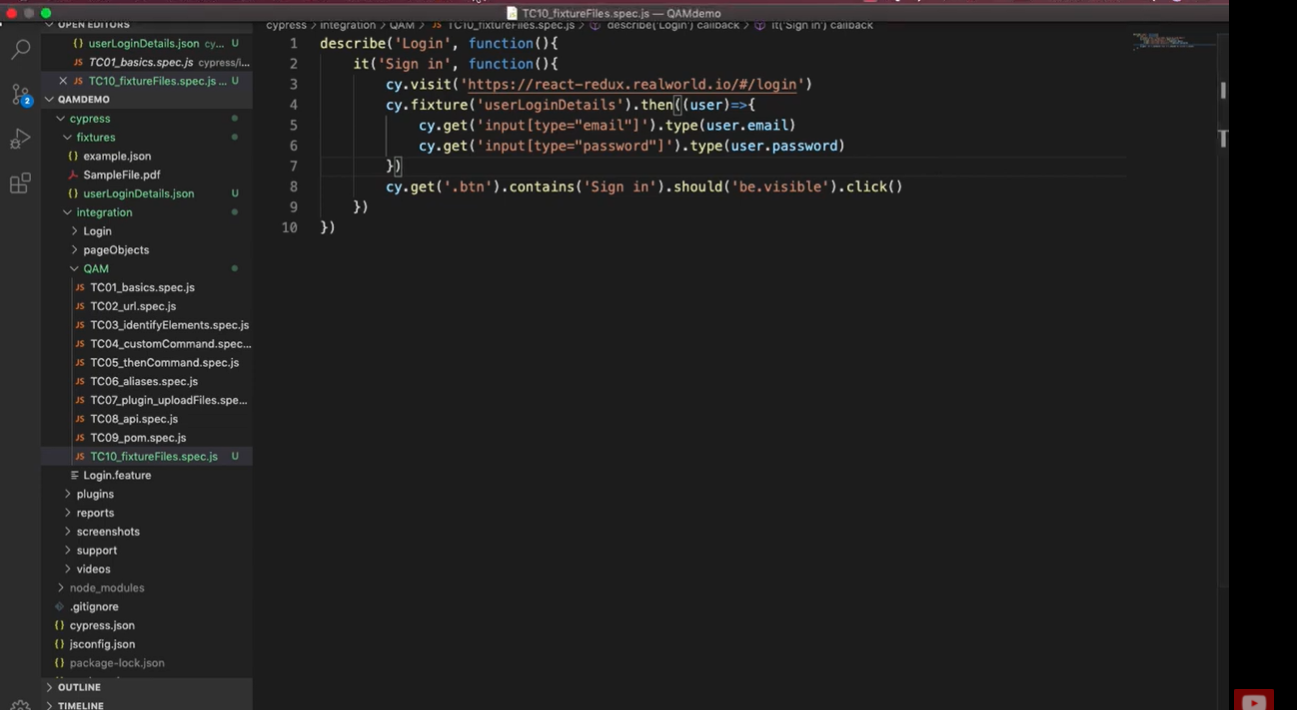 TC10_fixtureFiles.spec.js — QAMdemo
OPEN EDITORS
userLoginDetails.json cy... U
TC01_basics.spec.js cypress/i...
TC10_fixtureFiles.spec.js ... U
QAMDEMO
cypress
fixtures
example.json
SampleFile.pdf
userLoginDetails.json U
integration
Login
pageObjects
QAM
TC01_basics.spec.js
TC02_url.spec.js
TC03_identifyElements.spec.js
TC04_customCommand.spec...
TC05_thenCommand.spec.js
TC06_aliases.spec.js
TC07_plugin_uploadFiles.spe...
TC08_api.spec.js
TC09_pom.spec.js
TC10_fixtureFiles.spec.js U
Login.feature
plugins
reports
screenshots
support
videos
node_modules
.gitignore
cypress.json
jsconfig.json
package-lock.json
OUTLINE
TIMELINE
2
cypress > integration > QAM > JS TC10_fixtureFiles.spec.js > describe('Login') callback > it('Sign in') callback
1 describe('Login', function(){
2 it('Sign in', function(){
3 cy.visit('https://react-redux.realworld.io/#/login')
4 cy.fixture('userLoginDetails').then((user)=>{
5 cy.get('input[type="email"]').type(user.email)
6 cy.get('input[type="password"]').type(user.password)
7 })
8 cy.get('.btn').contains('Sign in').should('be.visible').click()
9 })
10 })